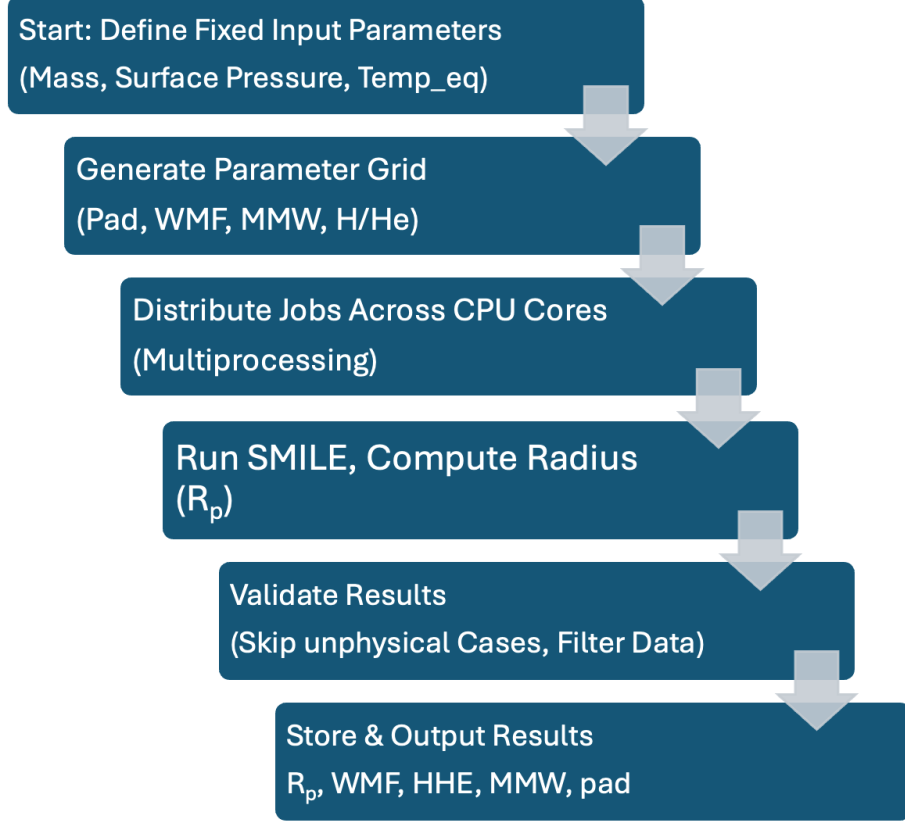 Start: Define Fixed Input Parameters
(Mass, Surface Pressure, Temp_eq)
Generate Parameter Grid
(Pad, WMF, MMW, H/He)
Distribute Jobs Across CPU Cores
(Multiprocessing)
Run SMILE, Compute Radius
(Rₚ)
Validate Results
(Skip unphysical Cases, Filter Data)
Store & Output Results
Rₚ, WMF, HHE, MMW, pad